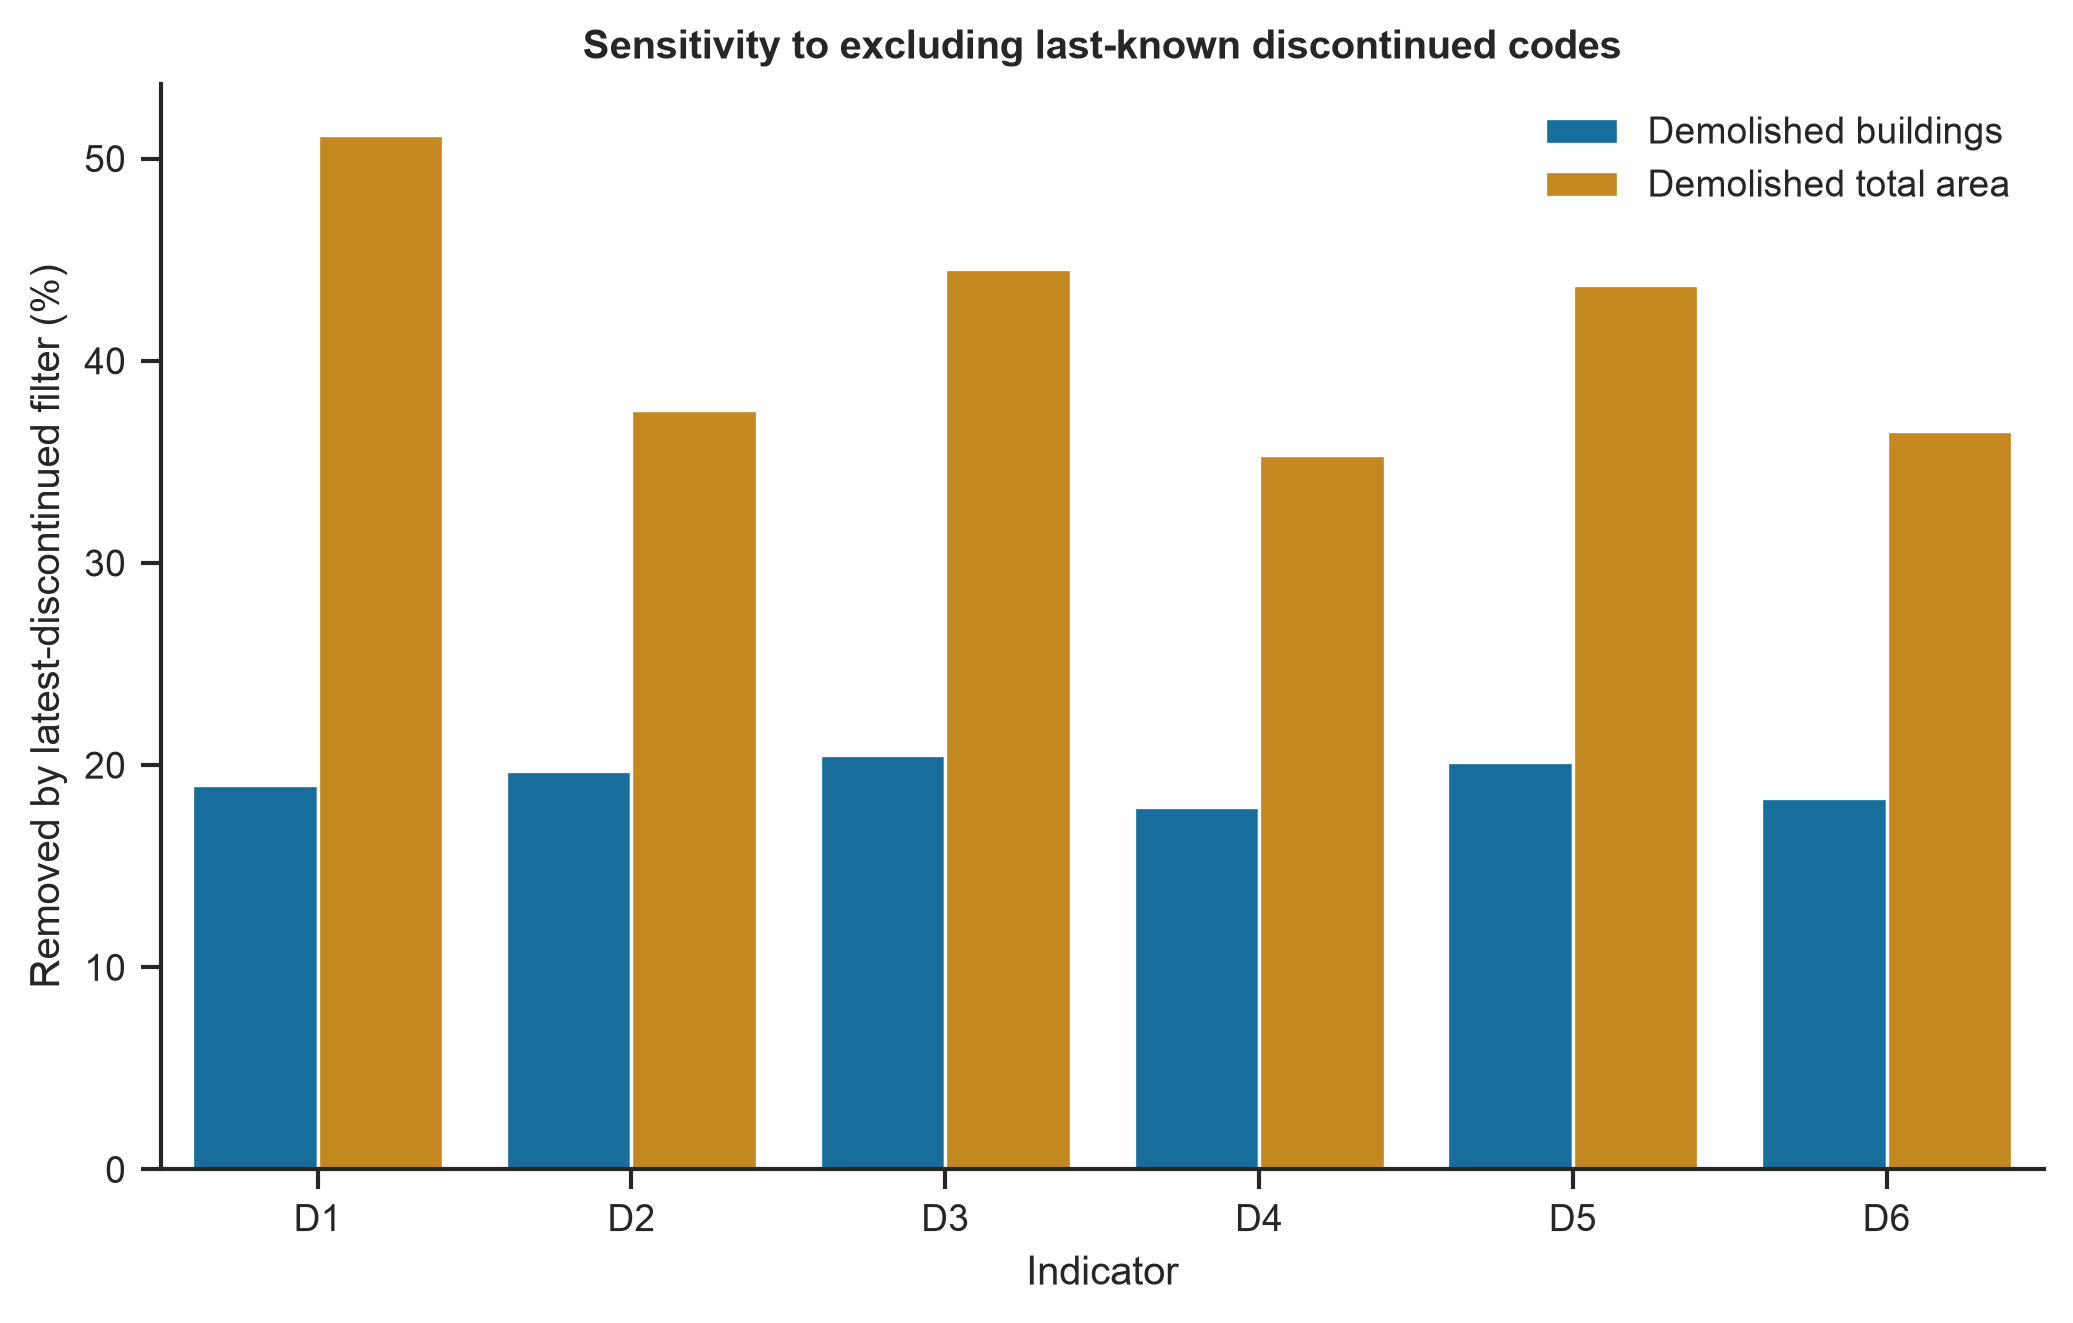 Sensitivity to excluding last-known discontinued codes
Demolished buildings
Demolished total area
Removed by latest-discontinued filter (%)
50
40
30
20
10
0
D1 D2 D3 D4 D5 D6
Indicator